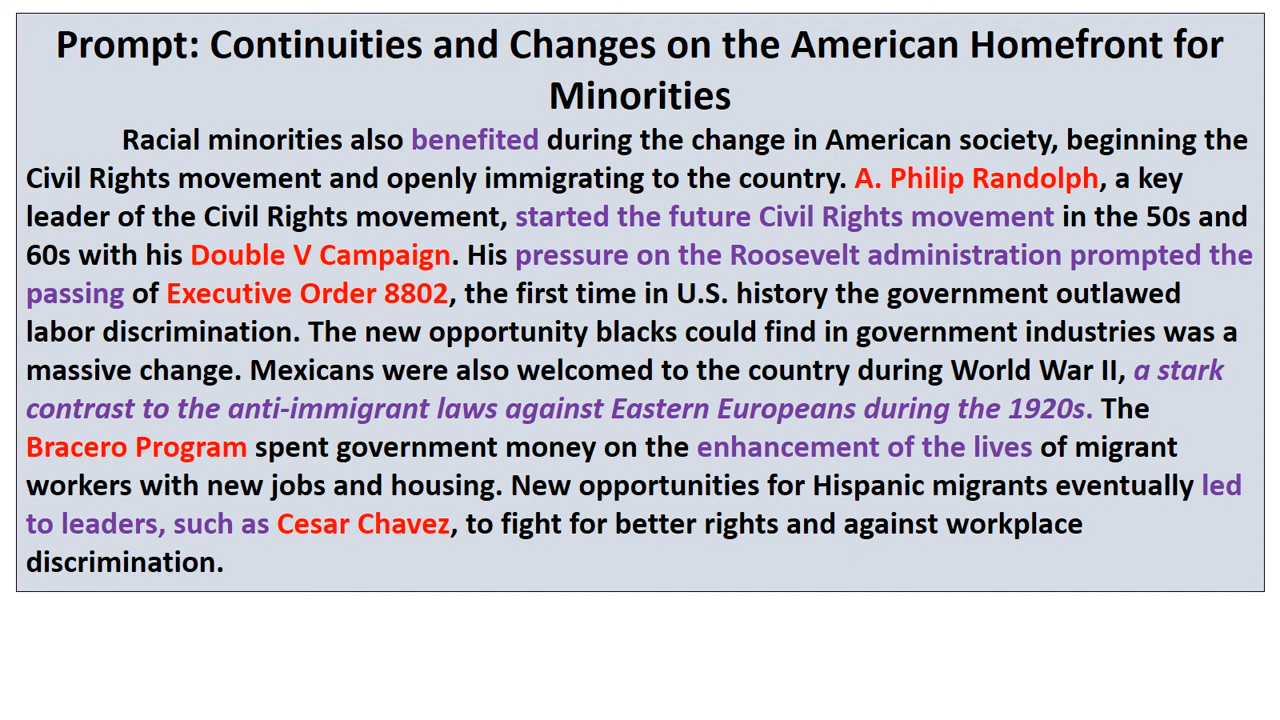 Prompt: Continuities and Changes on the American Homefront for
Minorities
Racial minorities also benefited during the change in American society, beginning the
Civil Rights movement and openly immigrating to the country. A. Philip Randolph, a key
leader of the Civil Rights movement, started the future Civil Rights movement in the 50s and
60s with his Double V Campaign. His pressure on the Roosevelt administration prompted the
passing of Executive Order 8802, the first time in U.S. history the government outlawed
labor discrimination. The new opportunity blacks could find in government industries was a
massive change. Mexicans were also welcomed to the country during World War II, a stark
contrast to the anti-immigrant laws against Eastern Europeans during the 1920s. The
Bracero Program spent government money on the enhancement of the lives of migrant
workers with new jobs and housing. New opportunities for Hispanic migrants eventually led
to leaders, such as Cesar Chavez, to fight for better rights and against workplace
discrimination.